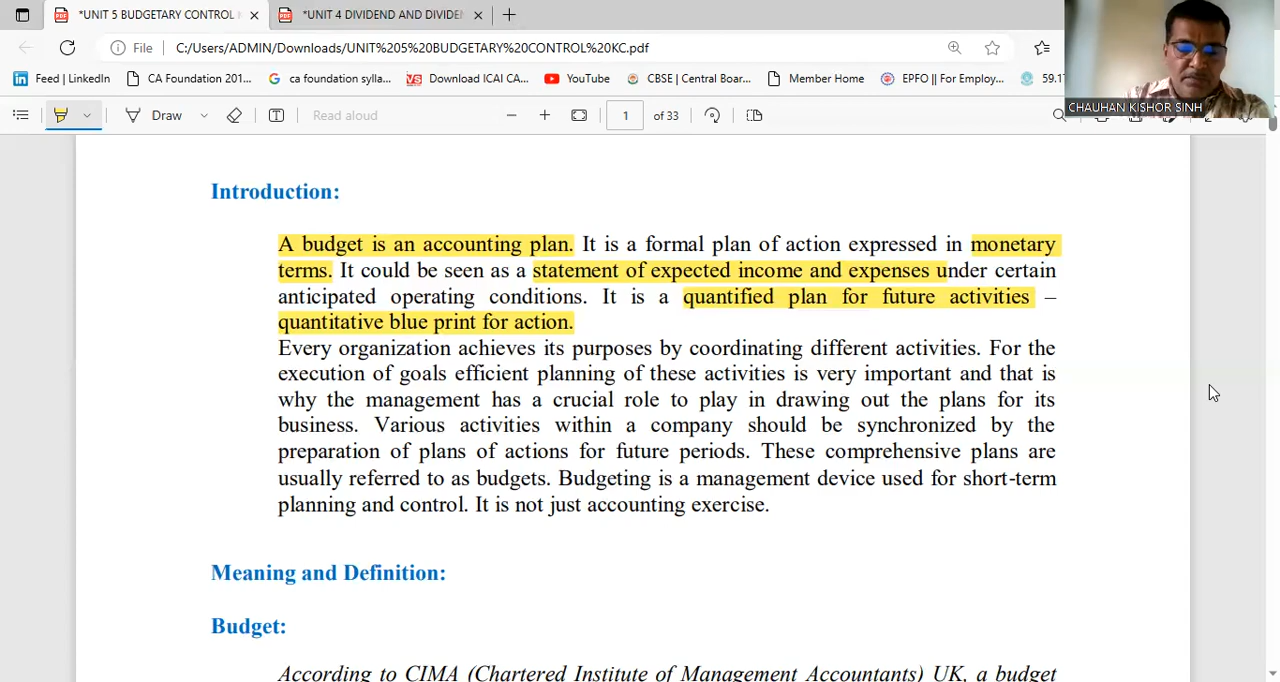 *UNIT 5 BUDGETARY CONTROL
*UNIT 4 DIVIDEND AND DIVIDE
File C:/Users/ADMIN/Downloads/UNIT%205%20BUDGETARY%20CONTROL%20KC.pdf
Feed | LinkedIn CA Foundation 201... ca foundation sylla... Download ICAI CA... YouTube CBSE | Central Boar... Member Home EPFO || For Employ... 59.1
CHAUHAN KISHOR SINH
Draw Read aloud 1 of 33
Introduction:
A budget is an accounting plan. It is a formal plan of action expressed in monetary
terms. It could be seen as a statement of expected income and expenses under certain
anticipated operating conditions. It is a quantified plan for future activities –
quantitative blue print for action.
Every organization achieves its purposes by coordinating different activities. For the
execution of goals efficient planning of these activities is very important and that is
why the management has a crucial role to play in drawing out the plans for its
business. Various activities within a company should be synchronized by the
preparation of plans of actions for future periods. These comprehensive plans are
usually referred to as budgets. Budgeting is a management device used for short-term
planning and control. It is not just accounting exercise.
Meaning and Definition:
Budget:
According to CIMA (Chartered Institute of Management Accountants) UK, a budget